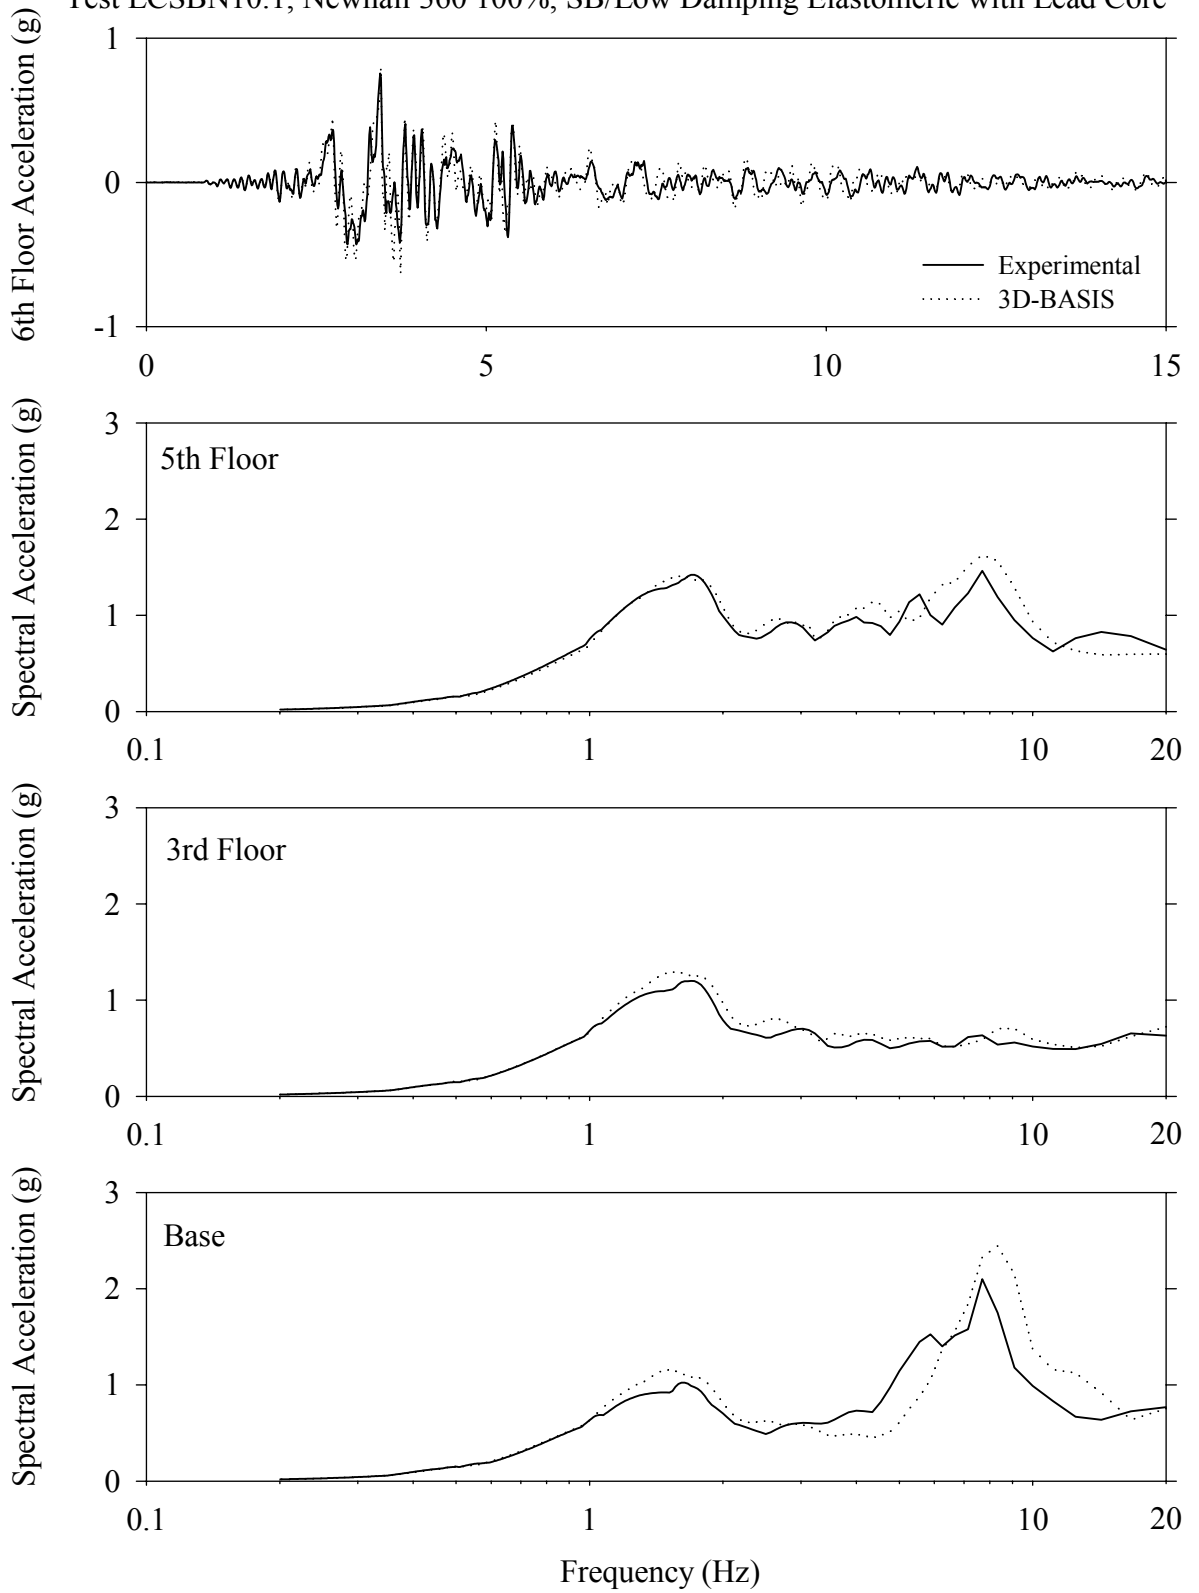 Test LCSBN10.1, Newhall 360 100%, SB/Low Damping Elastomeric with Lead Core
6th Floor Acceleration (g)
1
0
-1
Experimental
3D-BASIS
0 5 10 15
Spectral Acceleration (g)
3
5th Floor
2
1
0
0.1 1 10 20
Spectral Acceleration (g)
3
3rd Floor
2
1
0
0.1 1 10 20
Spectral Acceleration (g)
3
Base
2
1
0
0.1 1 10 20
Frequency (Hz)